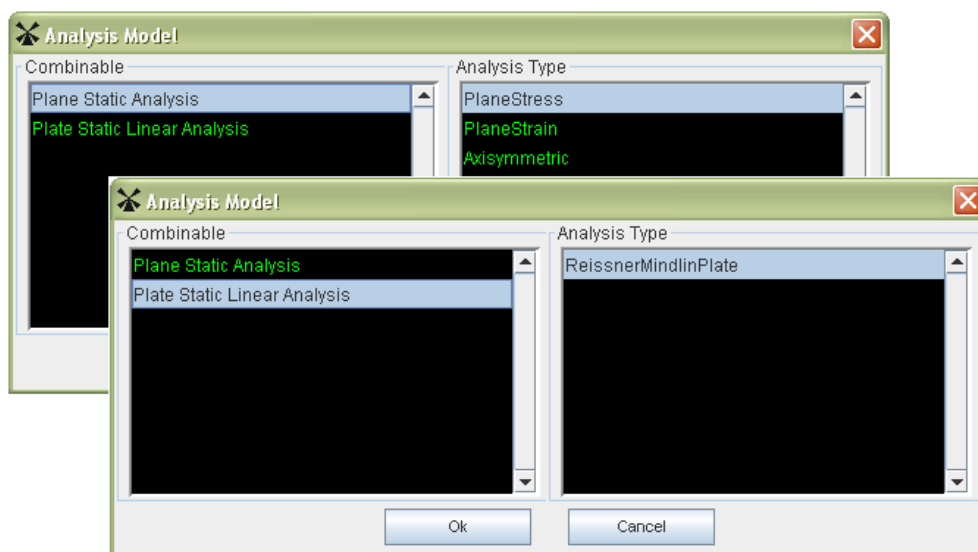 Analysis Model
Combinable
Analysis Type
Plane Static Analysis
Plate Static Linear Analysis
PlaneStress
PlaneStrain
Axisymmetric
Analysis Model
Combinable
Analysis Type
Plane Static Analysis
Plate Static Linear Analysis
ReissnerMindlinPlate
Ok
Cancel